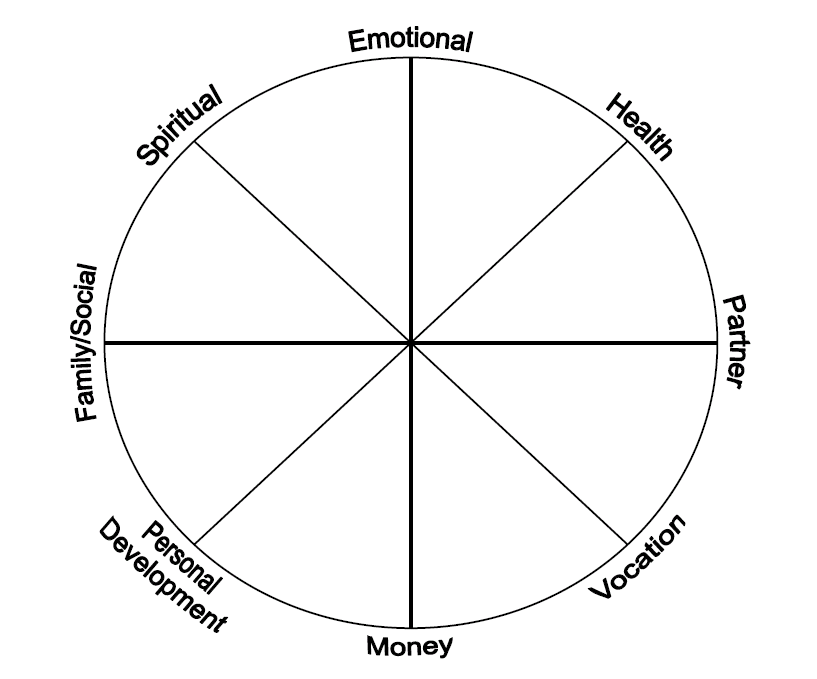 Emotional
Health
Partner
Vocation
Money
Personal
Development
Family/Social
Spiritual